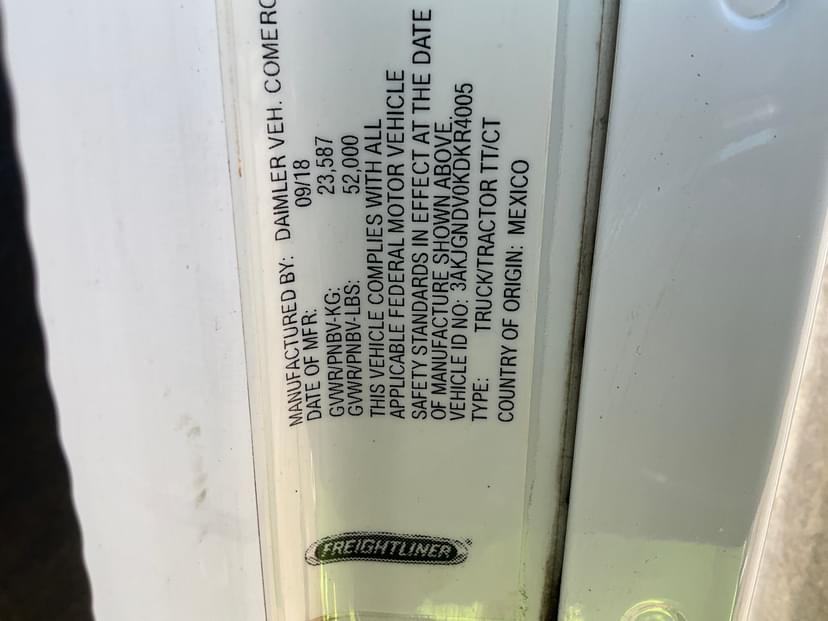 MANUFACTURED BY: DAIMLER VEH.
DATE OF MFR: 09/18
GVWR/PNBV-KG: 23,587
GVWR/PNBV-LBS: 52,000
THIS VEHICLE COMPLIES WITH ALL
APPLICABLE FEDERAL MOTOR VEHICLE
SAFETY STANDARDS IN EFFECT AT THE DATE
OF MANUFACTURE SHOWN ABOVE.
VEHICLE ID NO: 3AKJGNDV0KDKR4005
TYPE: TRUCK/TRACTOR TT/CT
COUNTRY OF ORIGIN: MEXICO
FREIGHTLINER